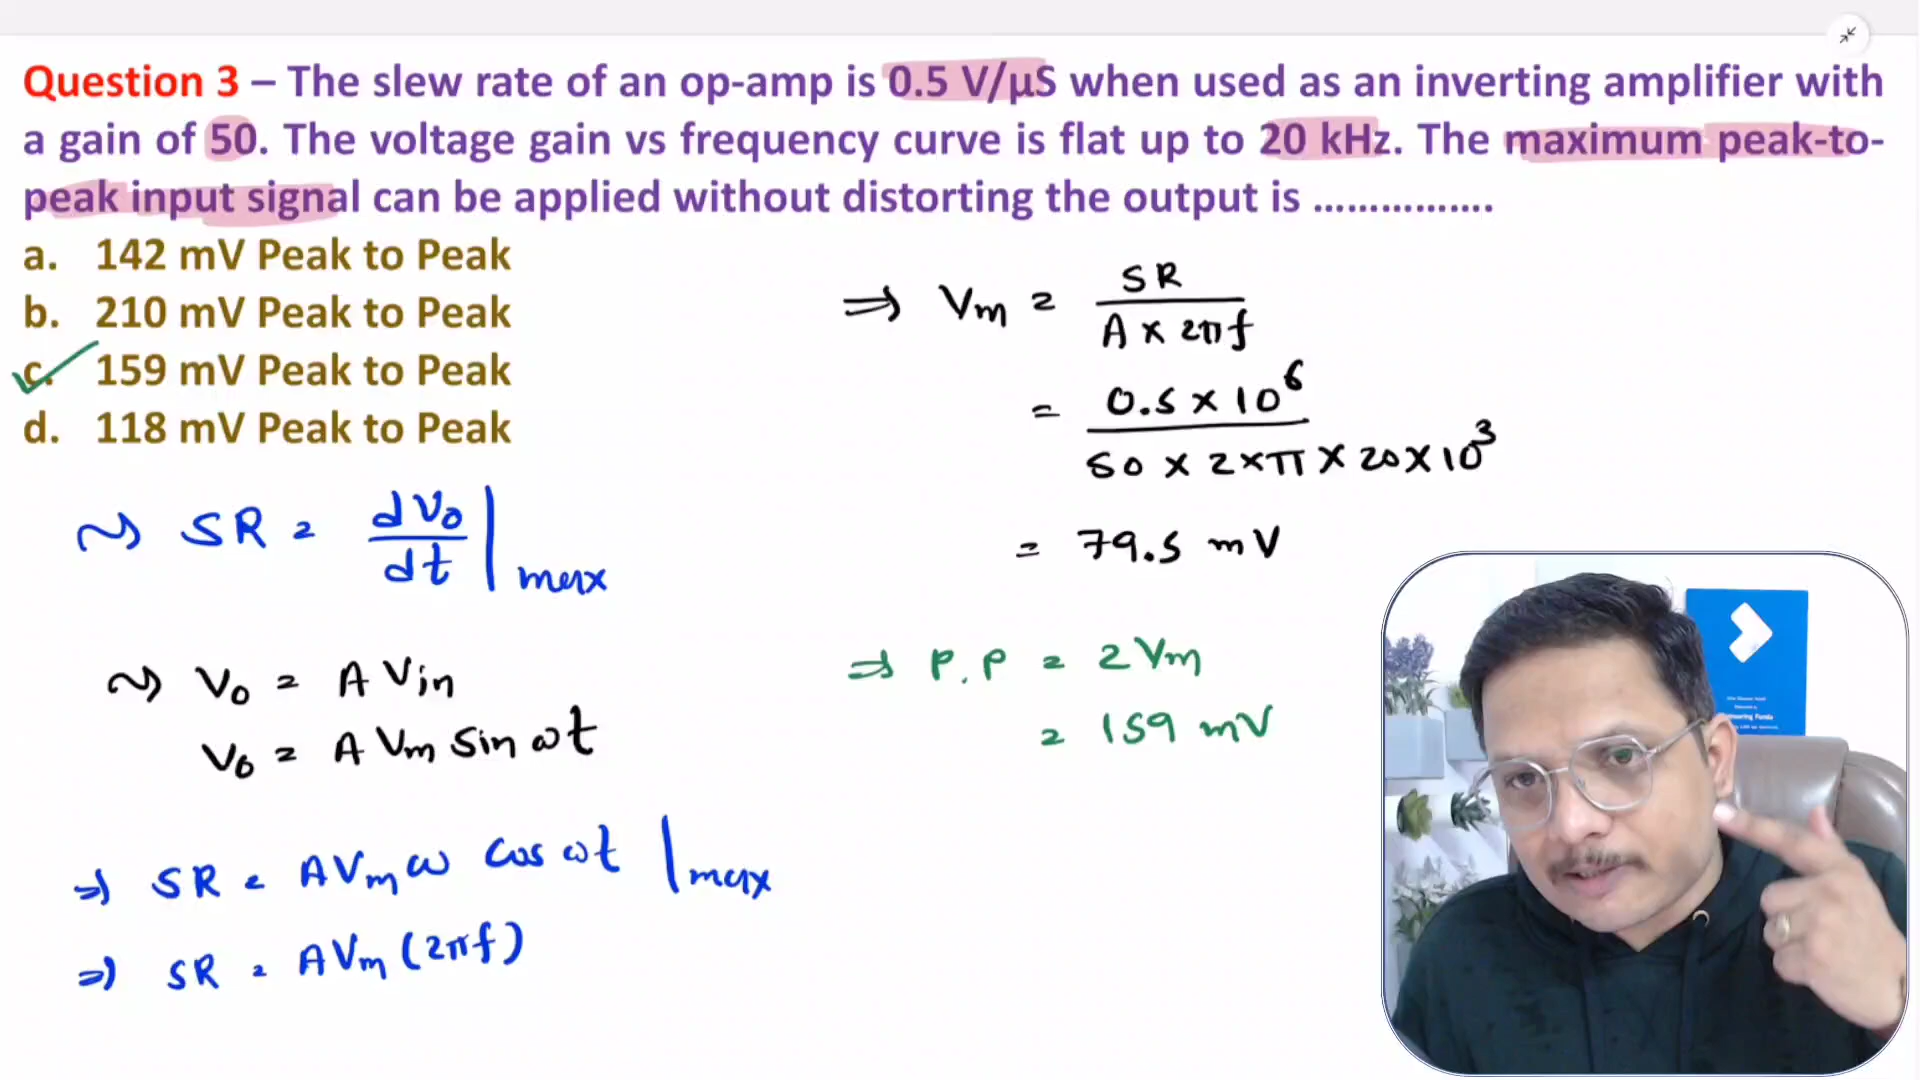 Question 3 – The slew rate of an op-amp is 0.5 V/μS when used as an inverting amplifier with
a gain of 50. The voltage gain vs frequency curve is flat up to 20 kHz. The maximum peak-to-
peak input signal can be applied without distorting the output is …………….
a. 142 mV Peak to Peak
b. 210 mV Peak to Peak
c. 159 mV Peak to Peak
d. 118 mV Peak to Peak
SR = dVo/dt |max
Vo = A Vin
Vo = A Vm Sin ωt
⇒ SR = AVm ω Cos ωt |max
⇒ SR = AVm (2πf)
⇒ Vm = SR / A × 2πf
= 0.5 × 10^6 / 50 × 2 × π × 20 × 10^3
= 79.5 mV
⇒ P.P = 2Vm
= 159 mV